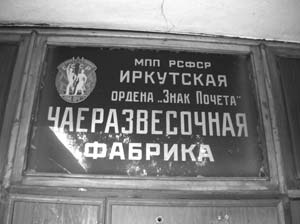 МПП РСФСР
ИРКУТСКАЯ
ОРДЕНА „ЗНАК ПОЧЕТА"
ЧАЕРАЗВЕСОЧНАЯ
ФАБРИКА